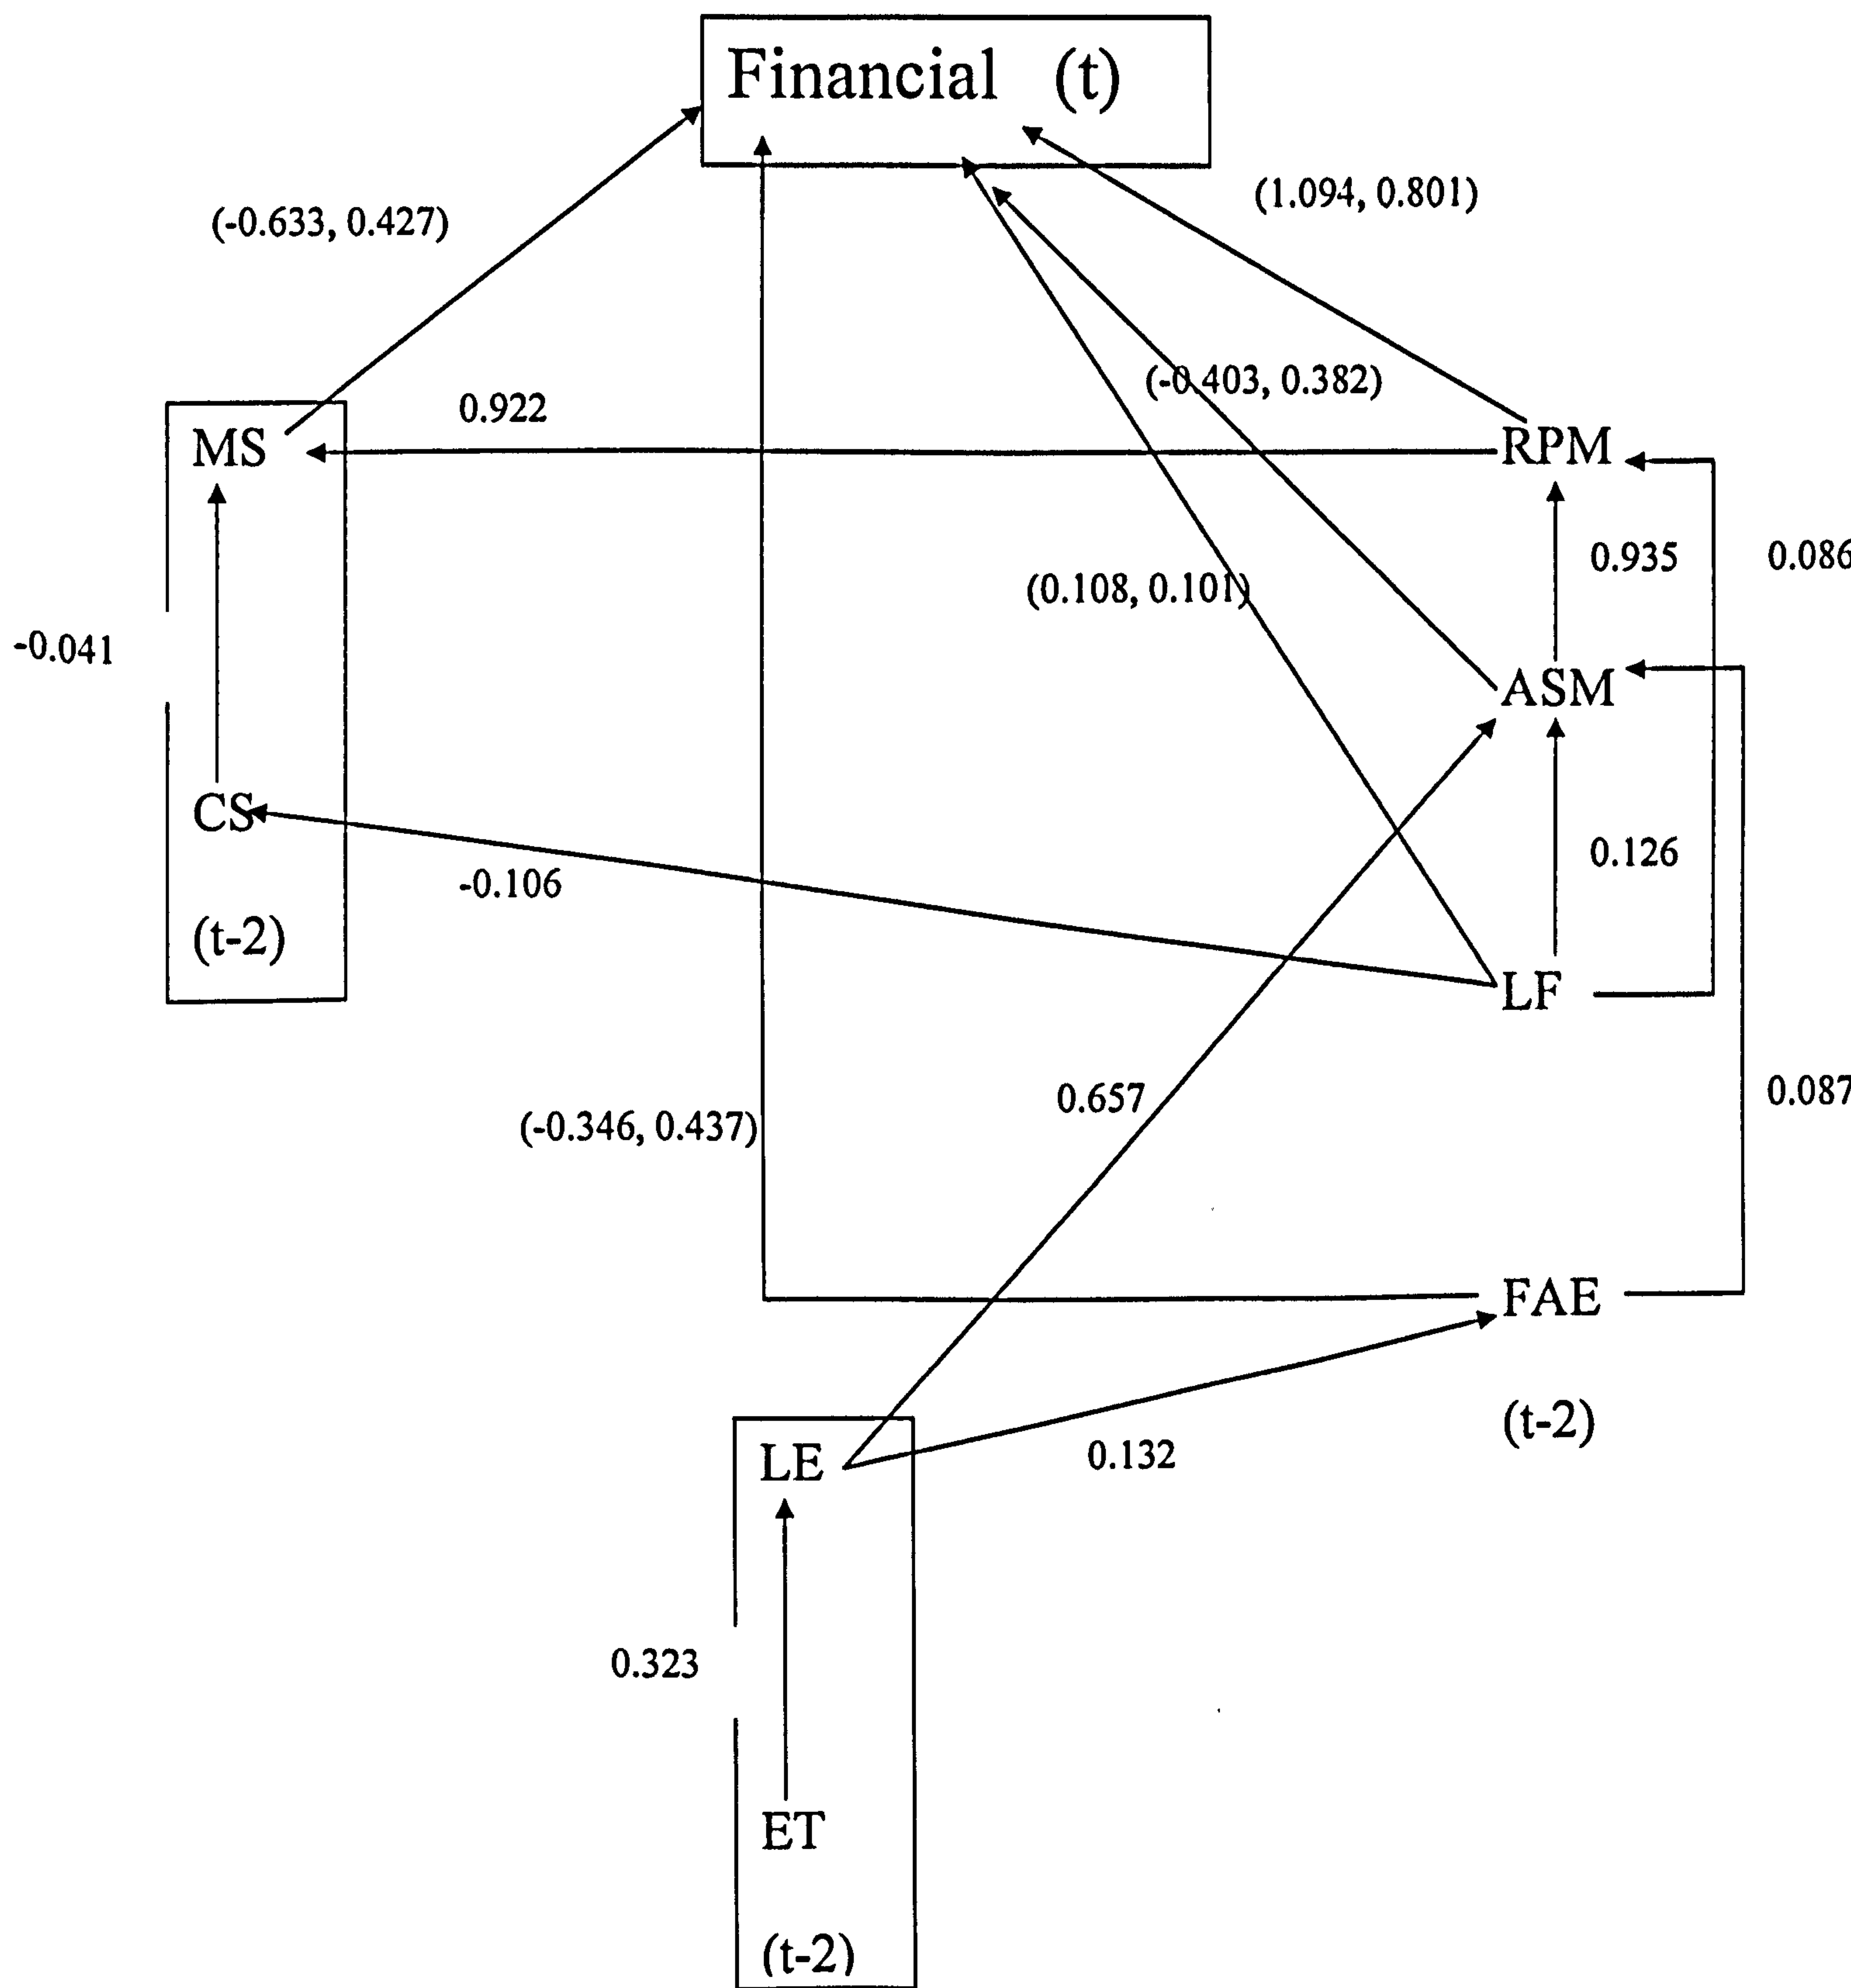 Financial (t)
(-0.633, 0.427)
(1.094, 0.801)
(-0.403, 0.382)
0.922
MS
RPM
0.935
0.086
(0.108, 0.101)
-0.041
ASM
CS
0.126
-0.106
(t-2)
LF
0.657
0.087
(-0.346, 0.437)
FAE
(t-2)
LE
0.132
0.323
ET
(t-2)